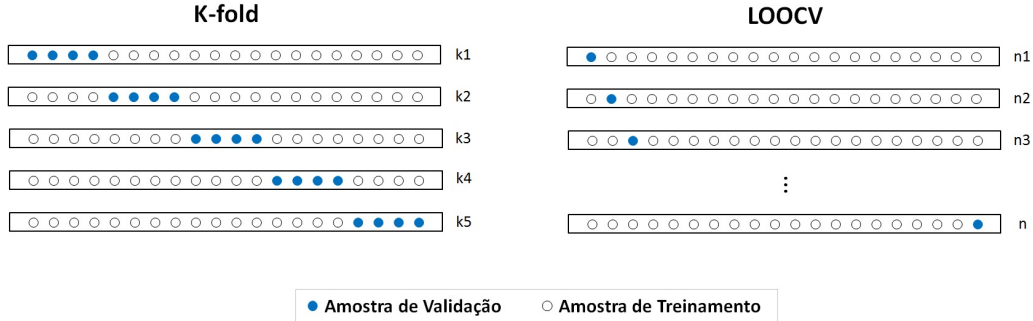 K-fold
k1
k2
k3
k4
k5
LOOCV
n1
n2
n3
⋮
n
Amostra de Validação
Amostra de Treinamento